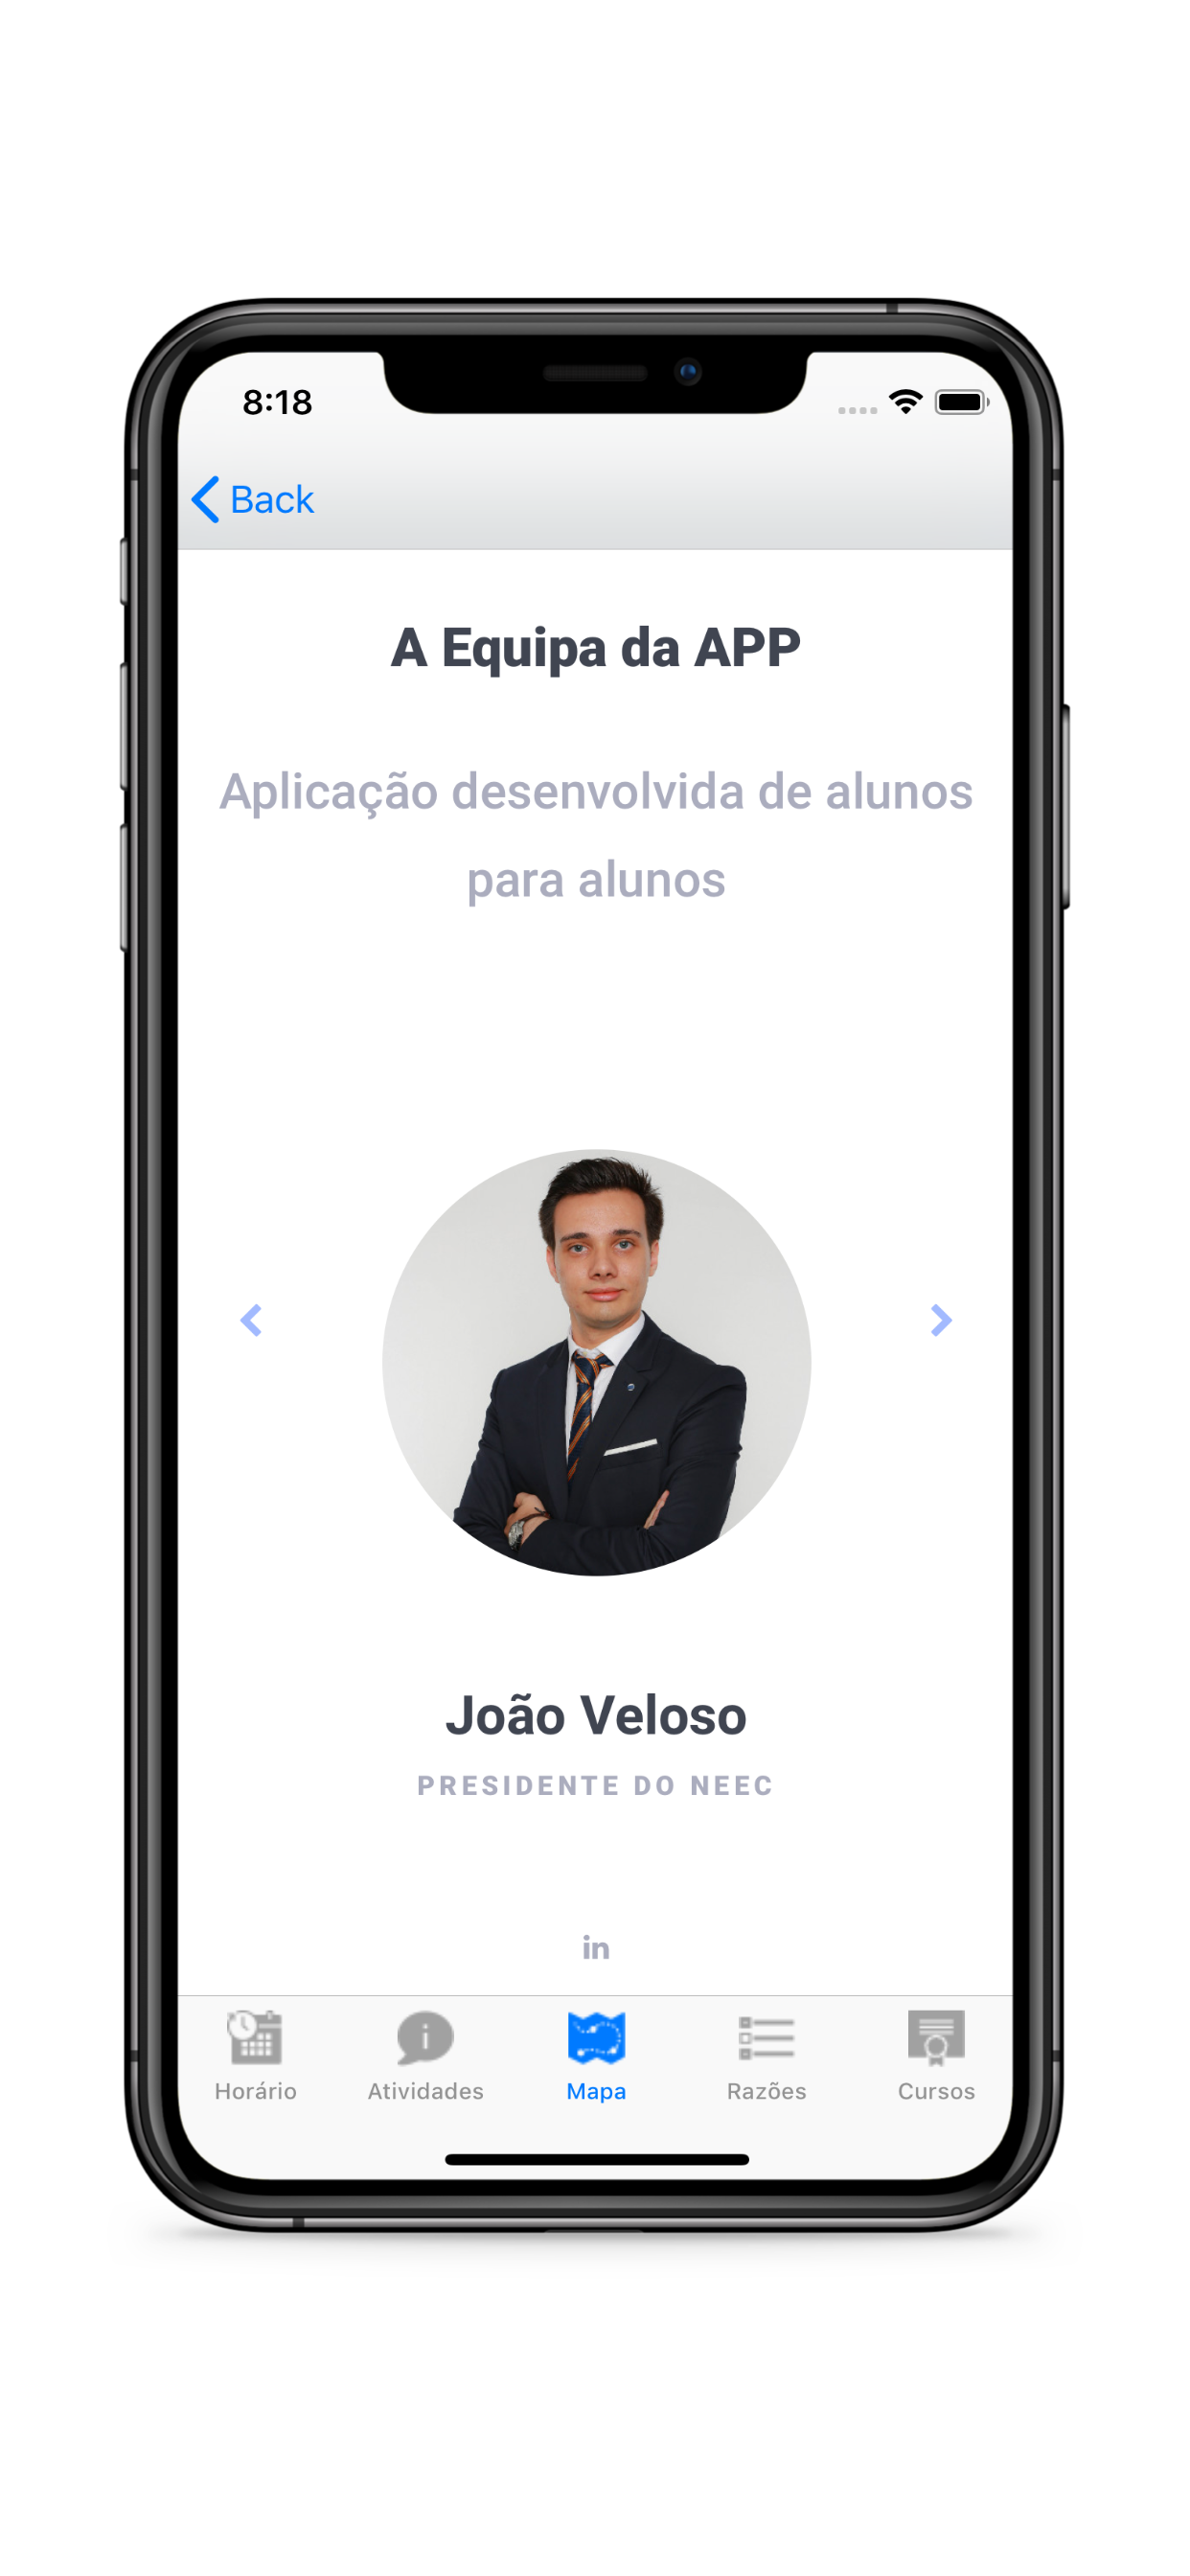 8:18
Back
A Equipa da APP
Aplicação desenvolvida de alunos
para alunos
João Veloso
PRESIDENTE DO NEEC
in
Horário Atividades Mapa Razões Cursos